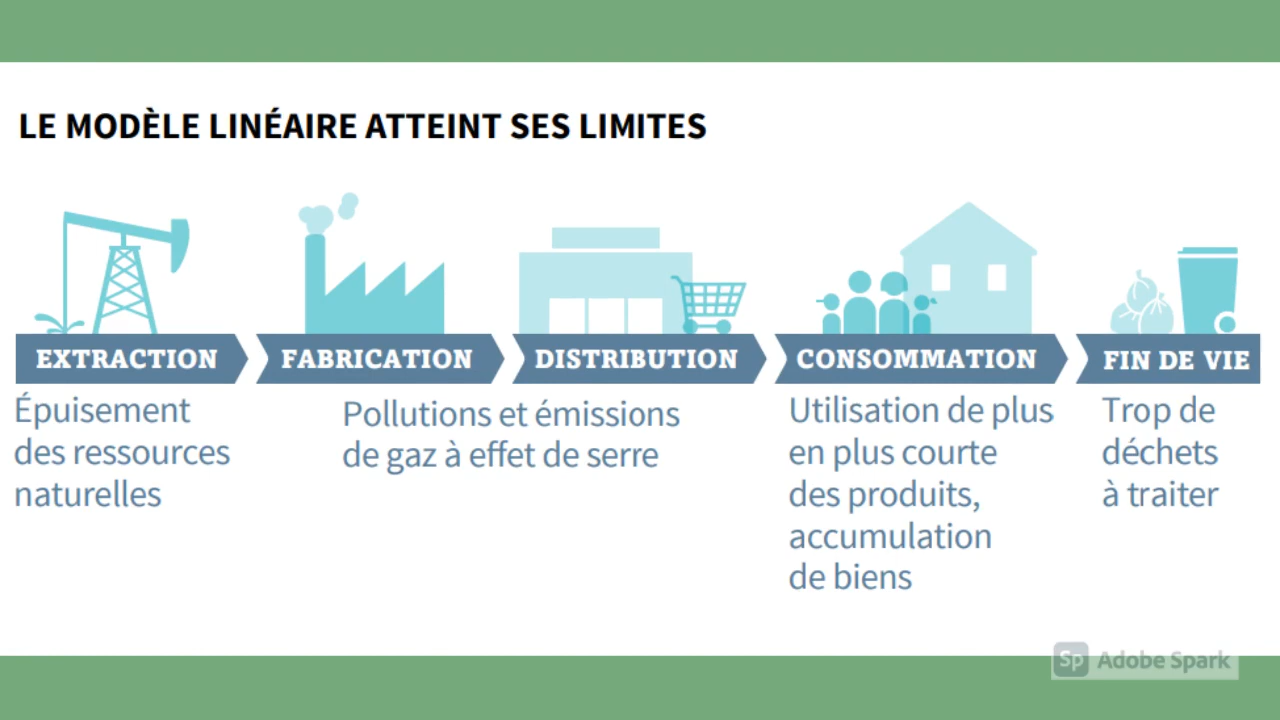 LE MODÈLE LINÉAIRE ATTEINT SES LIMITES
EXTRACTION
FABRICATION
DISTRIBUTION
CONSOMMATION
FIN DE VIE
Épuisement
des ressources
naturelles
Pollutions et émissions
de gaz à effet de serre
Utilisation de plus
en plus courte
des produits,
accumulation
de biens
Trop de
déchets
à traiter
Sp Adobe Spark